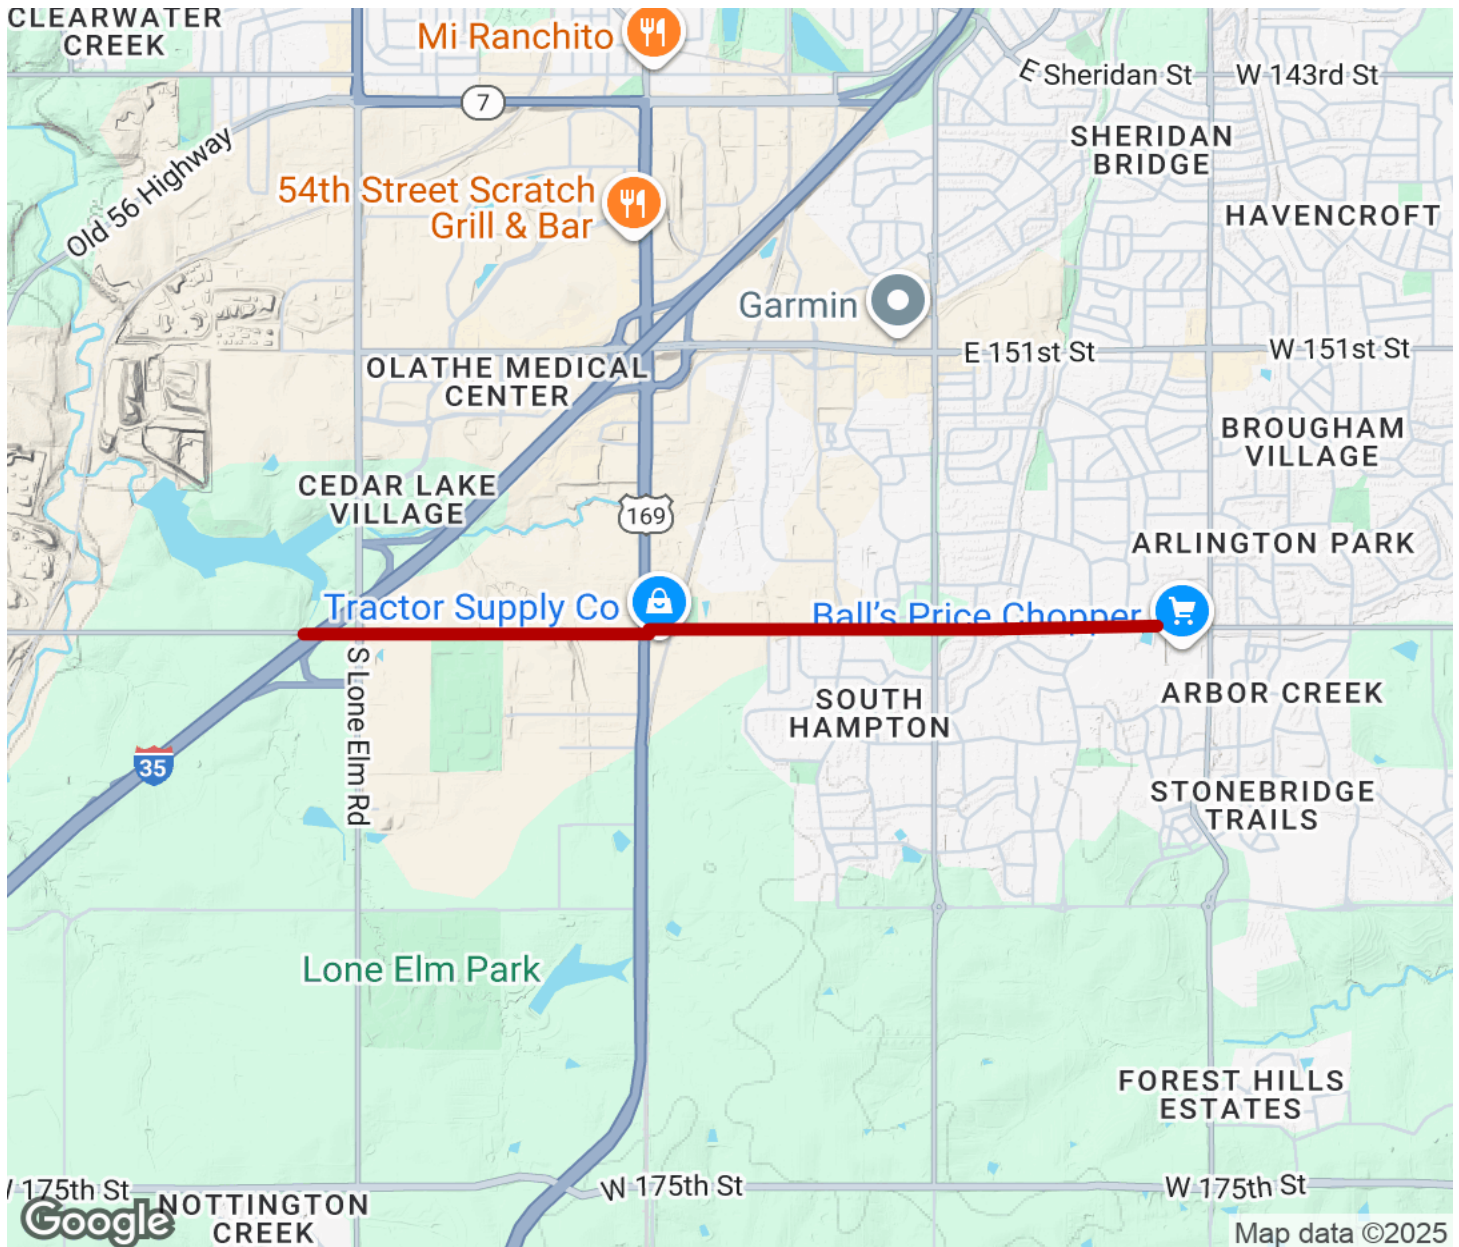 CLEARWATER
CREEK
Mi Ranchito
7
E Sheridan St
W 143rd St
SHERIDAN
BRIDGE
Old 56 Highway
54th Street Scratch
Grill & Bar
HAVENCROFT
Garmin
E 151st St
W 151st St
OLATHE MEDICAL
CENTER
BROUGHAM
VILLAGE
CEDAR LAKE
VILLAGE
169
ARLINGTON PARK
Tractor Supply Co
Ball's Price Chopper
S Lone Elm Rd
SOUTH
HAMPTON
ARBOR CREEK
35
STONEBRIDGE
TRAILS
Lone Elm Park
FOREST HILLS
ESTATES
175th St
W 175th St
W 175th St
NOTTINGTON
CREEK
Google
Map data ©2025